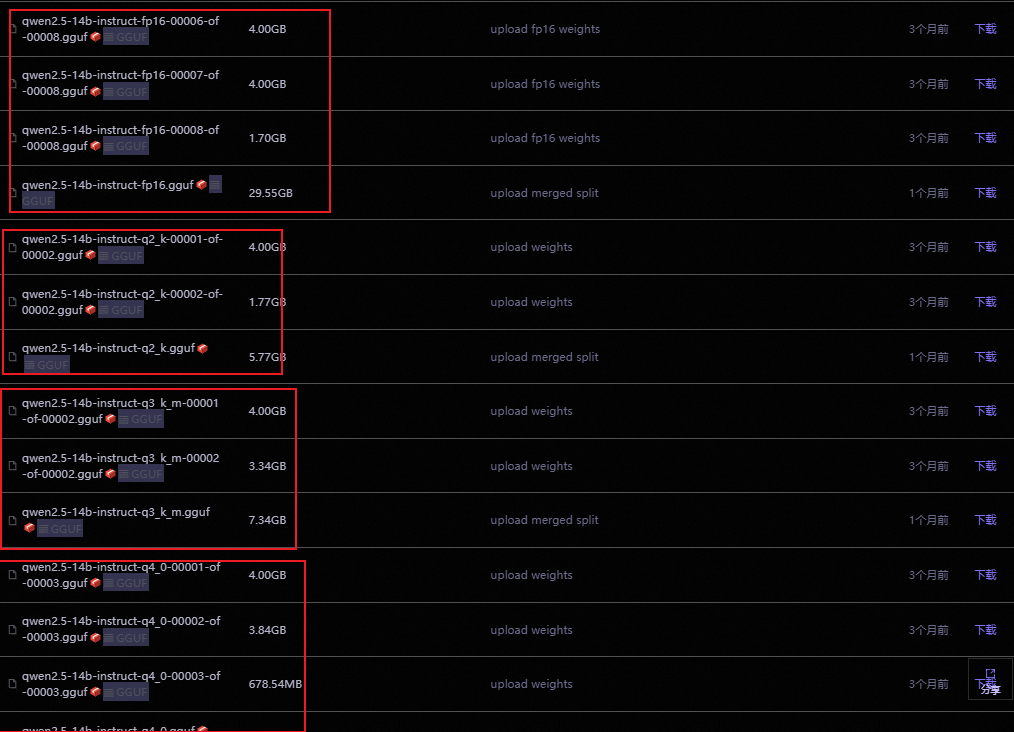 qwen2.5-14b-instruct-fp16-00006-of
-00008.gguf GGUF 4.00GB upload fp16 weights 3个月前 下载
qwen2.5-14b-instruct-fp16-00007-of
-00008.gguf GGUF 4.00GB upload fp16 weights 3个月前 下载
qwen2.5-14b-instruct-fp16-00008-of
-00008.gguf GGUF 1.70GB upload fp16 weights 3个月前 下载
qwen2.5-14b-instruct-fp16.gguf
GGUF 29.55GB upload merged split 1个月前 下载
qwen2.5-14b-instruct-q2_k-00001-of-
00002.gguf GGUF 4.00GB upload weights 3个月前 下载
qwen2.5-14b-instruct-q2_k-00002-of-
00002.gguf GGUF 1.77GB upload weights 3个月前 下载
qwen2.5-14b-instruct-q2_k.gguf
GGUF 5.77GB upload merged split 1个月前 下载
qwen2.5-14b-instruct-q3_k_m-00001
-of-00002.gguf GGUF 4.00GB upload weights 3个月前 下载
qwen2.5-14b-instruct-q3_k_m-00002
-of-00002.gguf GGUF 3.34GB upload weights 3个月前 下载
qwen2.5-14b-instruct-q3_k_m.gguf
GGUF 7.34GB upload merged split 1个月前 下载
qwen2.5-14b-instruct-q4_0-00001-of
-00003.gguf GGUF 4.00GB upload weights 3个月前 下载
qwen2.5-14b-instruct-q4_0-00002-of
-00003.gguf GGUF 3.84GB upload weights 3个月前 下载
qwen2.5-14b-instruct-q4_0-00003-of
-00003.gguf GGUF 678.54MB upload weights 3个月前 下载
分享
qwen2.5-14b-instruct-q4_0.gguf